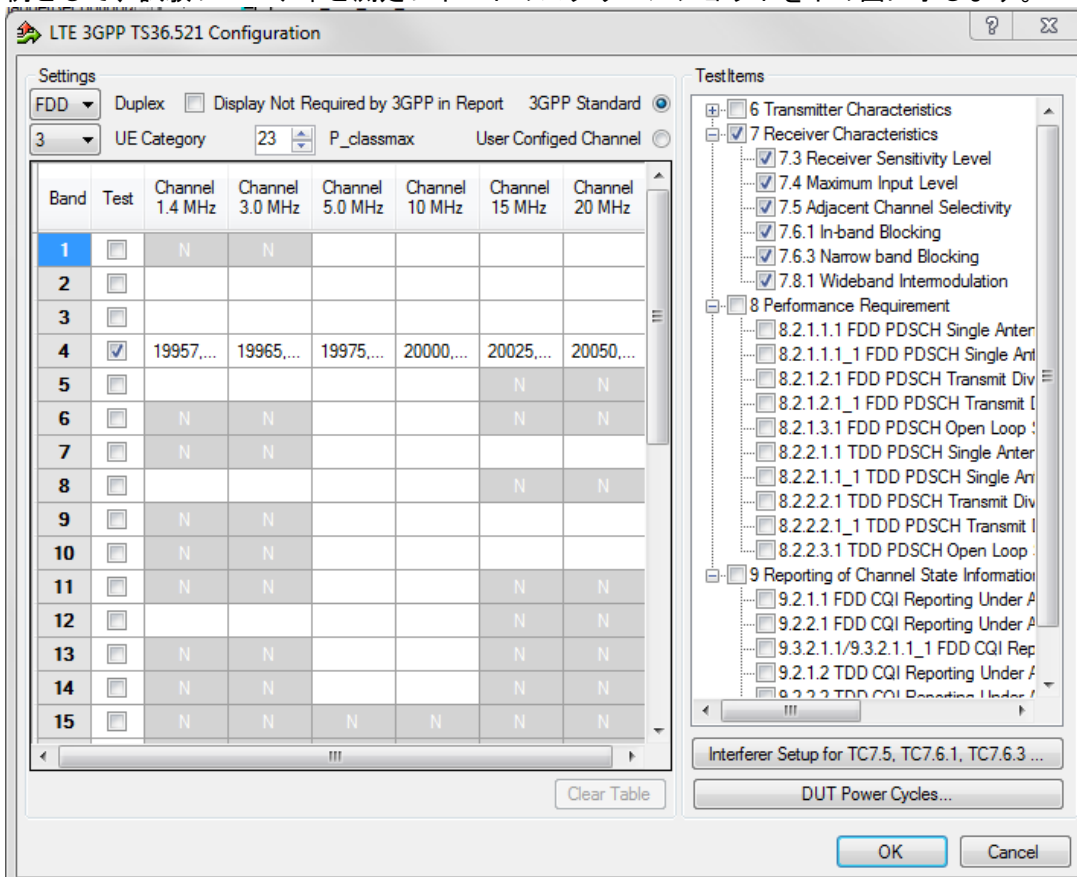 LTE 3GPP TS36.521 Configuration
Settings
FDD Duplex Display Not Required by 3GPP in Report 3GPP Standard
3 UE Category 23 P_classmax User Configed Channel
Band Test Channel 1.4 MHz Channel 3.0 MHz Channel 5.0 MHz Channel 10 MHz Channel 15 MHz Channel 20 MHz
1 N N
2
3
4 19957,... 19965,... 19975,... 20000,... 20025,... 20050,...
5 N N
6 N N N N
7 N N
8 N N
9 N N
10 N N
11 N N N N
12 N N
13 N N N N
14 N N N N
15 N N N N N N
Clear Table
TestItems
6 Transmitter Characteristics
7 Receiver Characteristics
7.3 Receiver Sensitivity Level
7.4 Maximum Input Level
7.5 Adjacent Channel Selectivity
7.6.1 In-band Blocking
7.6.3 Narrow band Blocking
7.8.1 Wideband Intermodulation
8 Performance Requirement
8.2.1.1.1 FDD PDSCH Single Anter
8.2.1.1.1_1 FDD PDSCH Single Ant
8.2.1.2.1 FDD PDSCH Transmit Div
8.2.1.2.1_1 FDD PDSCH Transmit
8.2.1.3.1 FDD PDSCH Open Loop
8.2.2.1.1 TDD PDSCH Single Anter
8.2.2.1.1_1 TDD PDSCH Single An
8.2.2.2.1 TDD PDSCH Transmit Div
8.2.2.2.1_1 TDD PDSCH Transmit
8.2.2.3.1 TDD PDSCH Open Loop
9 Reporting of Channel State Information
9.2.1.1 FDD CQI Reporting Under A
9.2.2.1 FDD CQI Reporting Under A
9.3.2.1.1/9.3.2.1.1_1 FDD CQI Rep
9.2.1.2 TDD CQI Reporting Under A
9.2.2.2 TDD CQI Reporting Under
Interferer Setup for TC7.5, TC7.6.1, TC7.6.3 ...
DUT Power Cycles...
OK Cancel